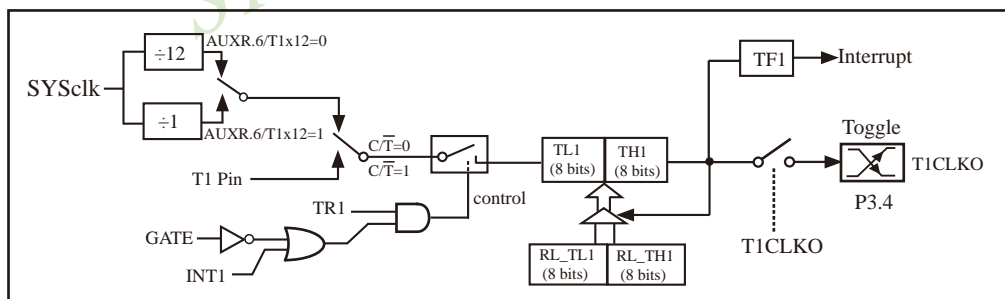 ÷12
AUXR.6/T1x12=0
SYSclk
÷1
AUXR.6/T1x12=1
T1 Pin
C/T̅=0
C/T̅=1
TR1
control
GATE
INT1
TL1
(8 bits)
TH1
(8 bits)
RL_TL1
(8 bits)
RL_TH1
(8 bits)
TF1
Interrupt
Toggle
T1CLKO
P3.4
T1CLKO